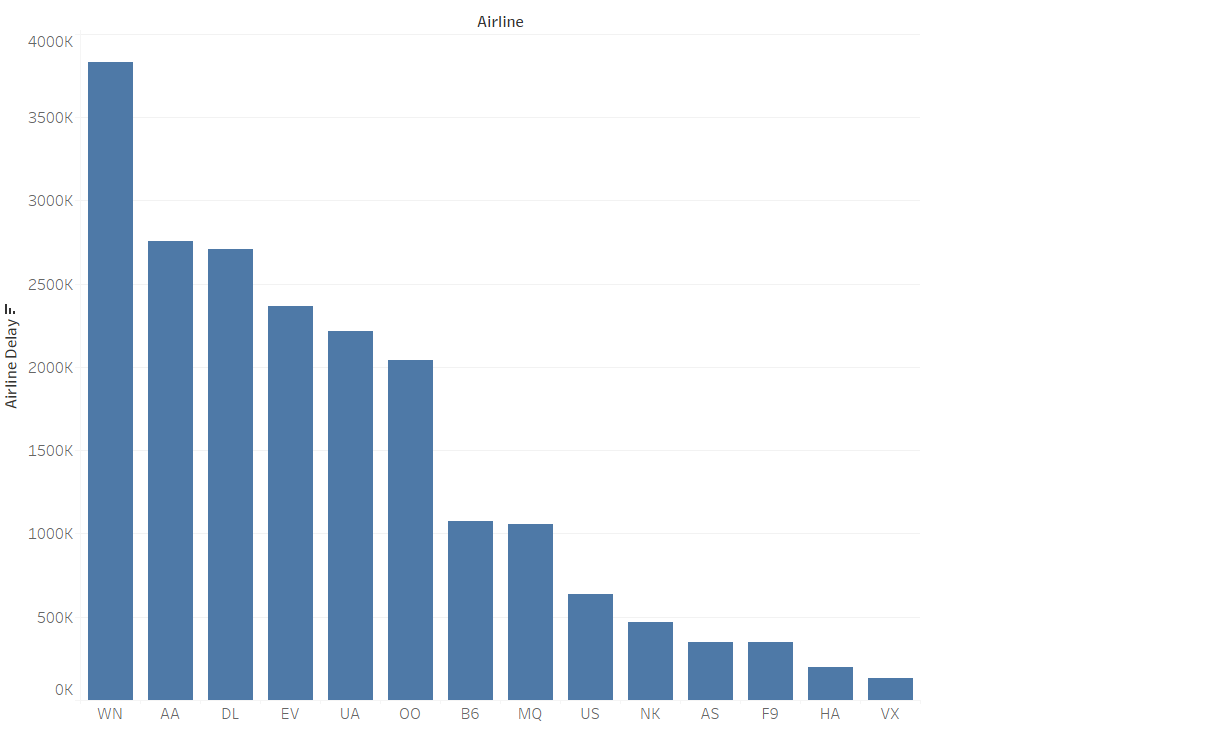 Airline
4000K
3500K
3000K
2500K
2000K
1500K
1000K
500K
0K
Airline Delay
WN AA DL EV UA OO B6 MQ US NK AS F9 HA VX